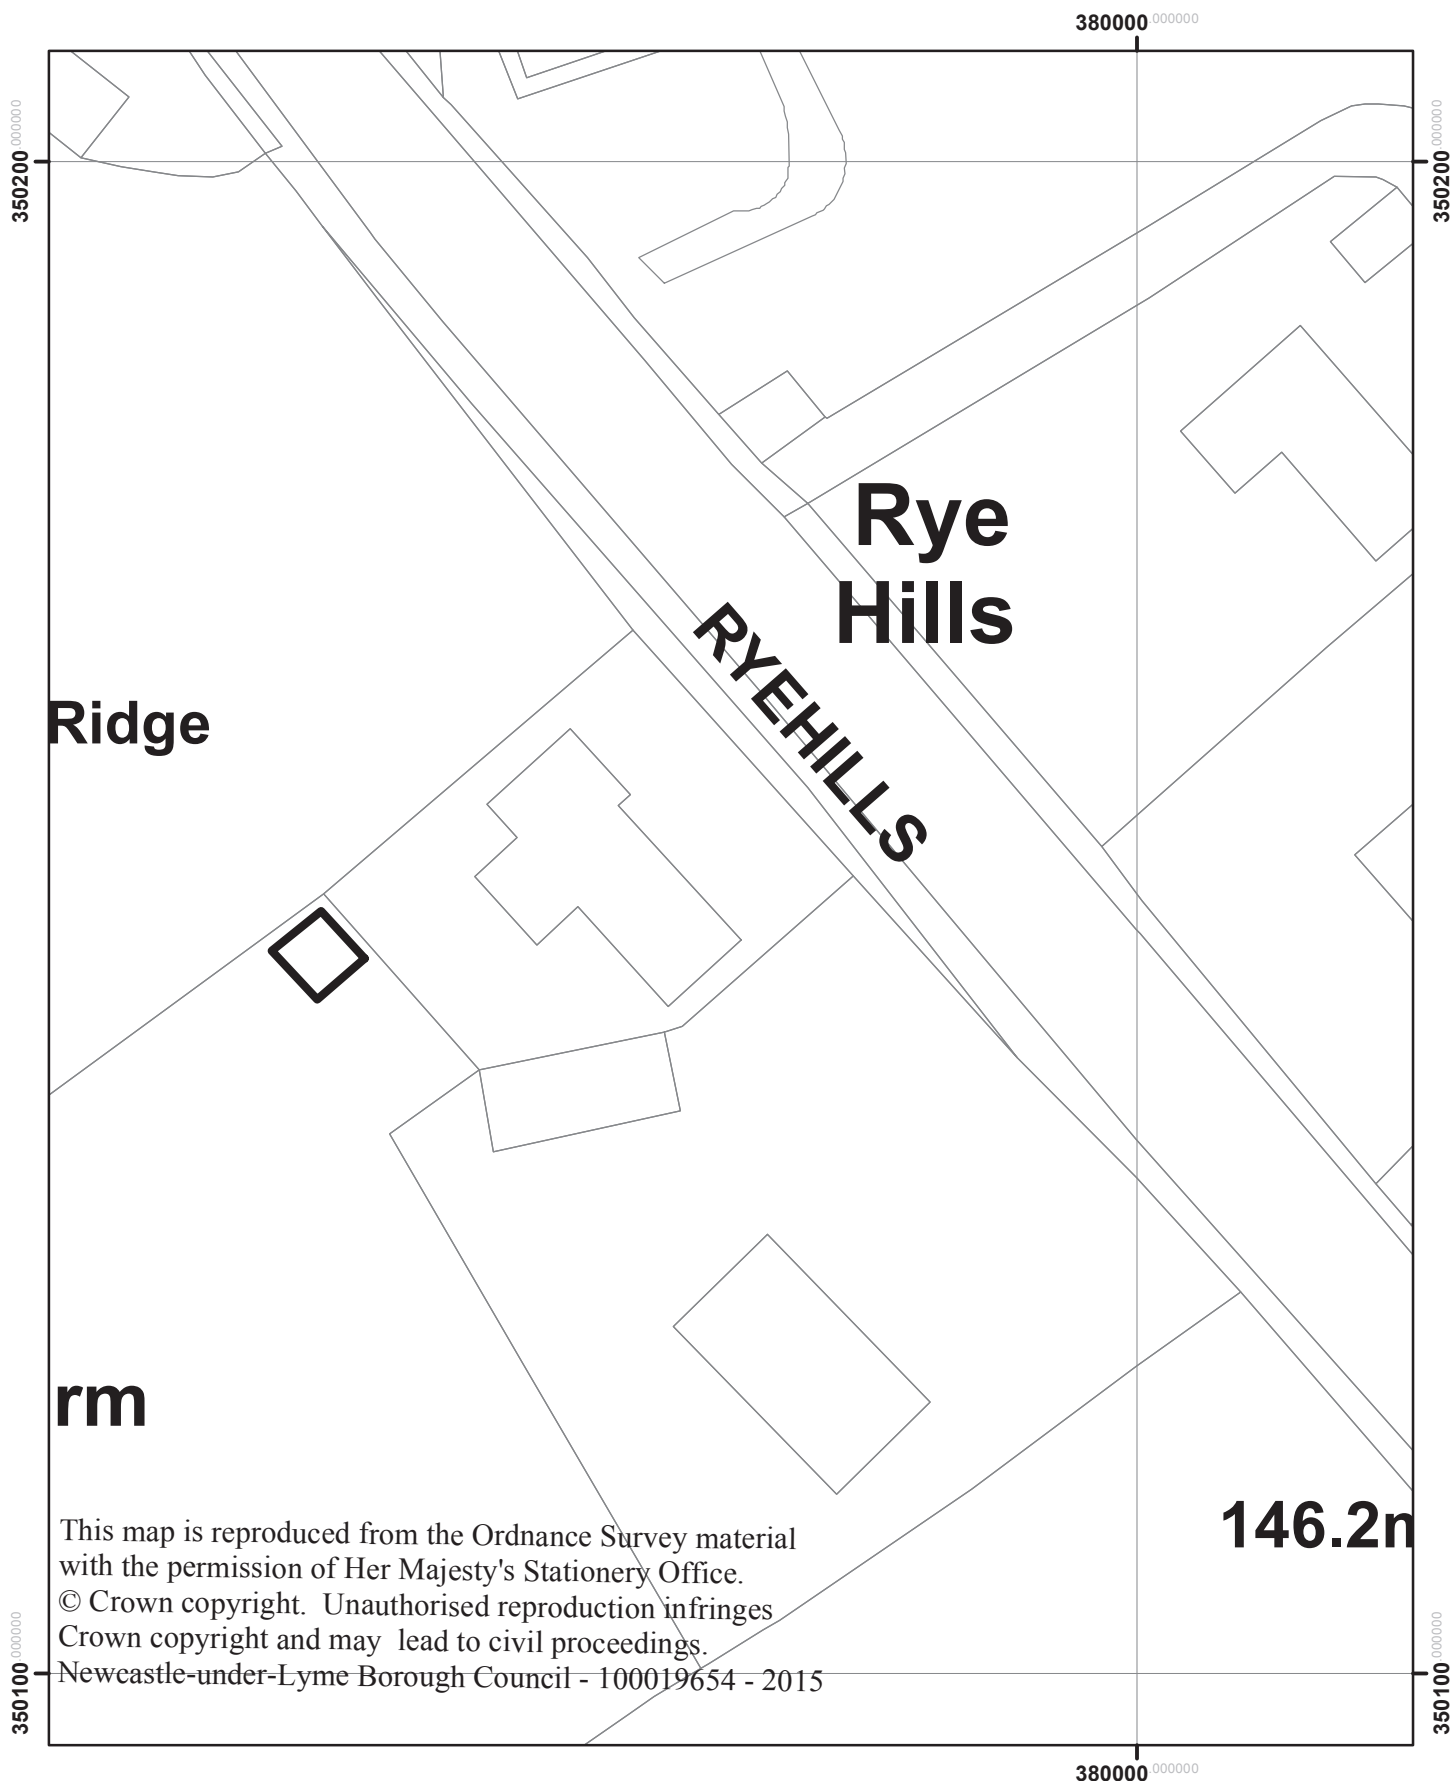 380000.000000
350200.000000
350200.000000
Rye
Hills
RYEHILLS
Ridge
rm
146.2m
This map is reproduced from the Ordnance Survey material
with the permission of Her Majesty's Stationery Office.
© Crown copyright.  Unauthorised reproduction infringes
Crown copyright and may  lead to civil proceedings.
Newcastle-under-Lyme Borough Council - 100019654 - 2015
350100.000000
350100.000000
380000.000000